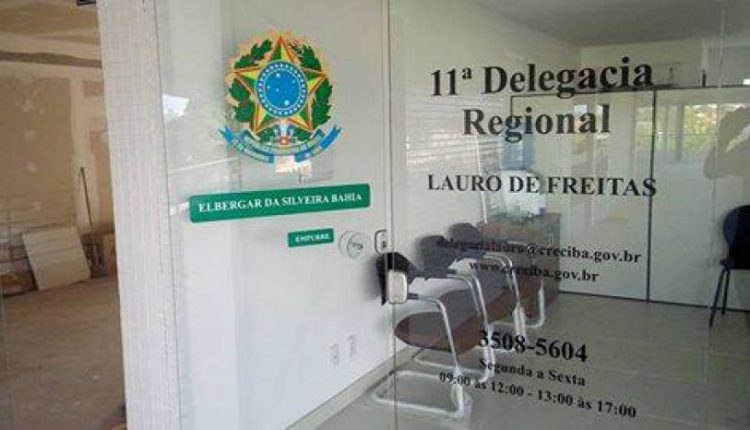 ELBERGAR DA SILVEIRA BAHIA
EMPURRE
11ª Delegacia
Regional
LAURO DE FREITAS
delegacialauro@creciba.gov.br
www.creciba.gov.br
3508-5604
Segunda a Sexta
09:00 às 12:00 - 13:00 às 17:00